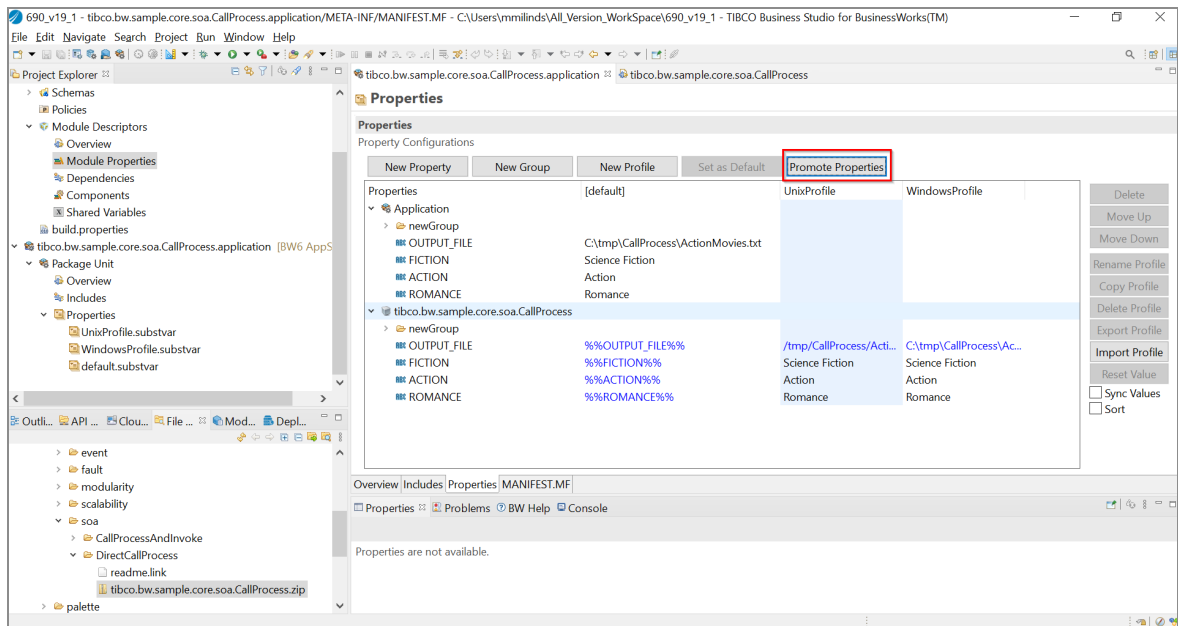 690_v19_1 - tibco.bw.sample.core.soa.CallProcess.application/META-INF/MANIFEST.MF - C:\Users\mmilinds\All_Version_WorkSpace\690_v19_1 - TIBCO Business Studio for BusinessWorks(TM)
File Edit Navigate Search Project Run Window Help
Project Explorer
Schemas
Policies
Module Descriptors
Overview
Module Properties
Dependencies
Components
Shared Variables
build.properties
tibco.bw.sample.core.soa.CallProcess.application [BW6 AppS
Package Unit
Overview
Includes
Properties
UnixProfile.substvar
WindowsProfile.substvar
default.substvar
Outli... API ... Clou... File ... Mod... Depl...
event
fault
modularity
scalability
soa
CallProcessAndInvoke
DirectCallProcess
readme.link
tibco.bw.sample.core.soa.CallProcess.zip
palette
tibco.bw.sample.core.soa.CallProcess.application tibco.bw.sample.core.soa.CallProcess
Properties
Properties
Property Configurations
New Property New Group New Profile Set as Default Promote Properties
Properties [default] UnixProfile WindowsProfile
Application
newGroup
OUTPUT_FILE C:\tmp\CallProcess\ActionMovies.txt
FICTION Science Fiction
ACTION Action
ROMANCE Romance
tibco.bw.sample.core.soa.CallProcess
newGroup
OUTPUT_FILE %%OUTPUT_FILE%% /tmp/CallProcess/Acti... C:\tmp\CallProcess\Ac...
FICTION %%FICTION%% Science Fiction Science Fiction
ACTION %%ACTION%% Action Action
ROMANCE %%ROMANCE%% Romance Romance
Delete
Move Up
Move Down
Rename Profile
Copy Profile
Delete Profile
Export Profile
Import Profile
Reset Value
Sync Values
Sort
Overview Includes Properties MANIFEST.MF
Properties Problems BW Help Console
Properties are not available.